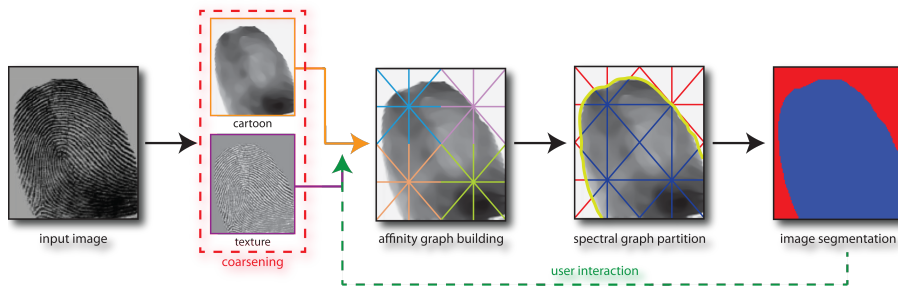 cartoon
input image
texture
affinity graph building
spectral graph partition
image segmentation
coarsening
user interaction